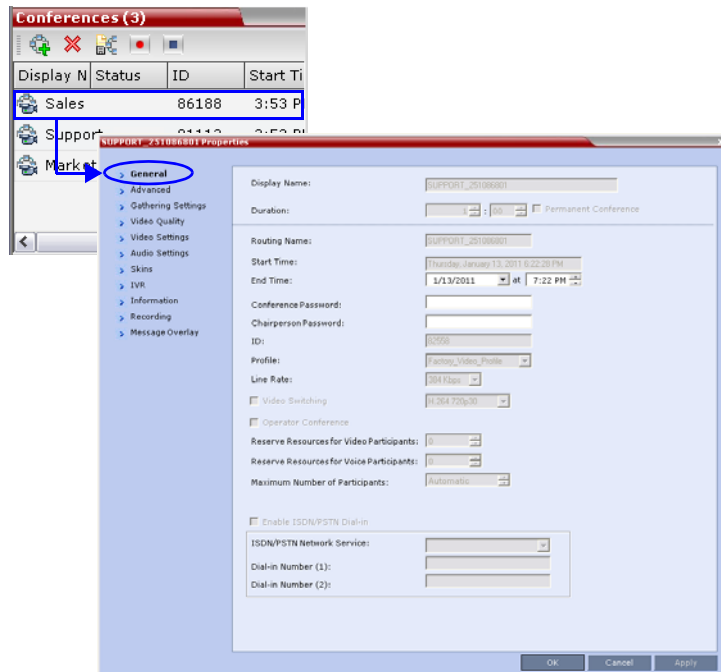 Conferences (3)
Display N Status ID Start Ti
Sales 86188 3:53 P
Support
Market
SUPPORT_251086801 Properties
General
Advanced
Gathering Settings
Video Quality
Video Settings
Audio Settings
Skins
IVR
Information
Recording
Message Overlay
Display Name: SUPPORT_251086801
Duration: 1 : 00 Permanent Conference
Routing Name: SUPPORT_251086801
Start Time: Thursday, January 13, 2011 6:22:28 PM
End Time: 1/13/2011 at 7:22 PM
Conference Password:
Chairperson Password:
ID: 82558
Profile: Factory_Video_Profile
Line Rate: 384 Kbps
Video Switching H.264 720p30
Operator Conference
Reserve Resources for Video Participants: 0
Reserve Resources for Voice Participants: 0
Maximum Number of Participants: Automatic
Enable ISDN/PSTN Dial-in
ISDN/PSTN Network Service:
Dial-in Number (1):
Dial-in Number (2):
OK Cancel Apply